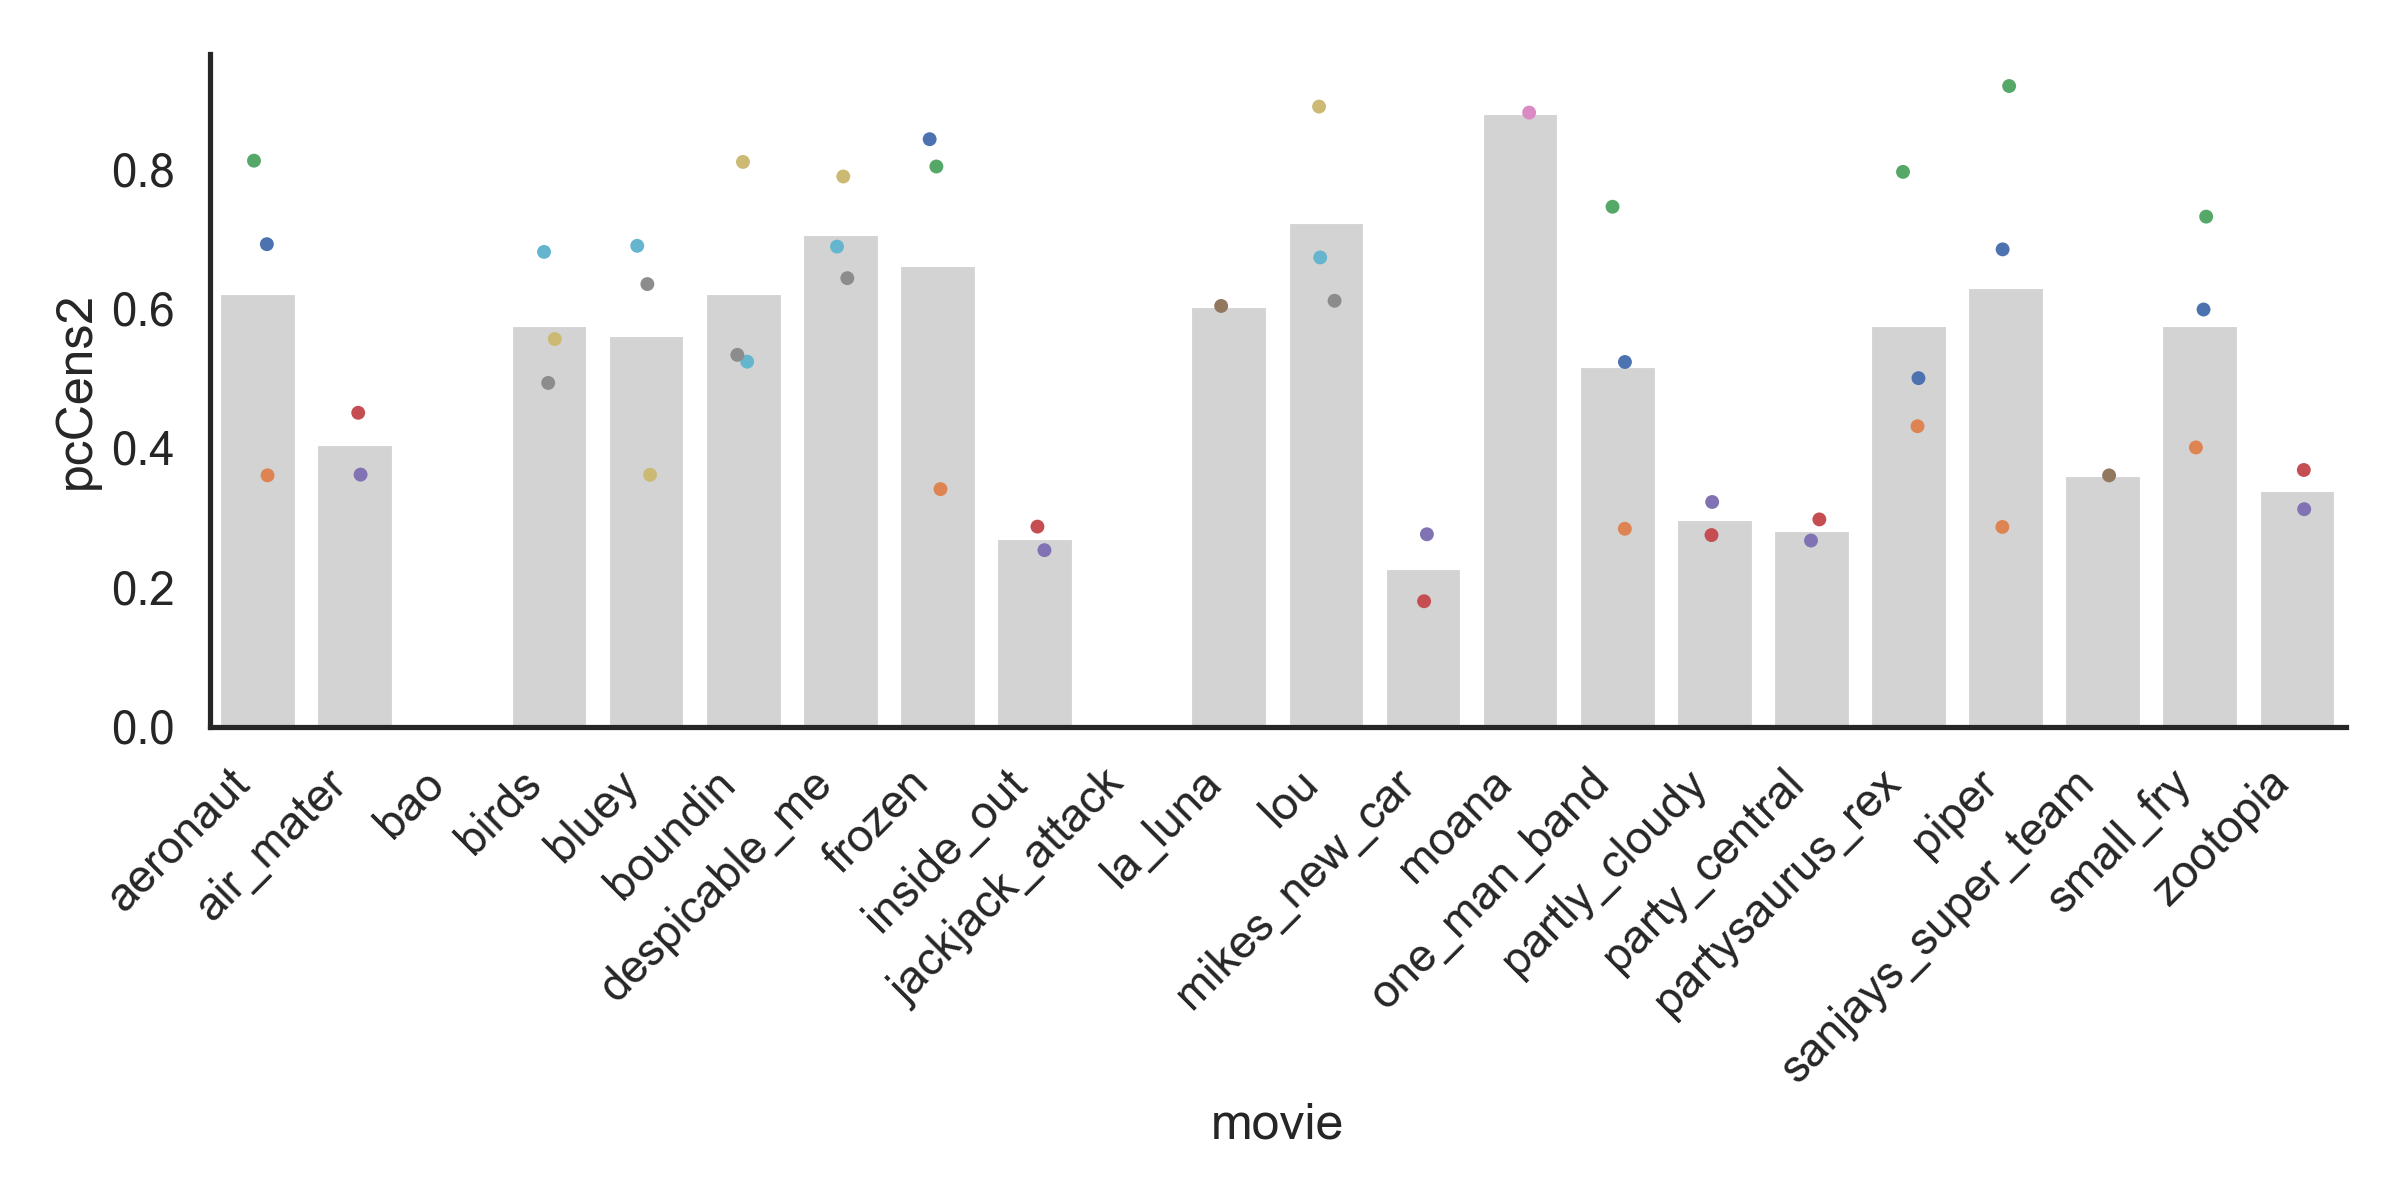 pcCens2
0.8
0.6
0.4
0.2
0.0
aeronaut
air_mater
bao
birds
bluey
boundin
despicable_me
frozen
inside_out
jackjack_attack
la_luna
lou
mikes_new_car
moana
one_man_band
partly_cloudy
party_central
partysaurus_rex
piper
sanjays_super_team
small_fry
zootopia
movie